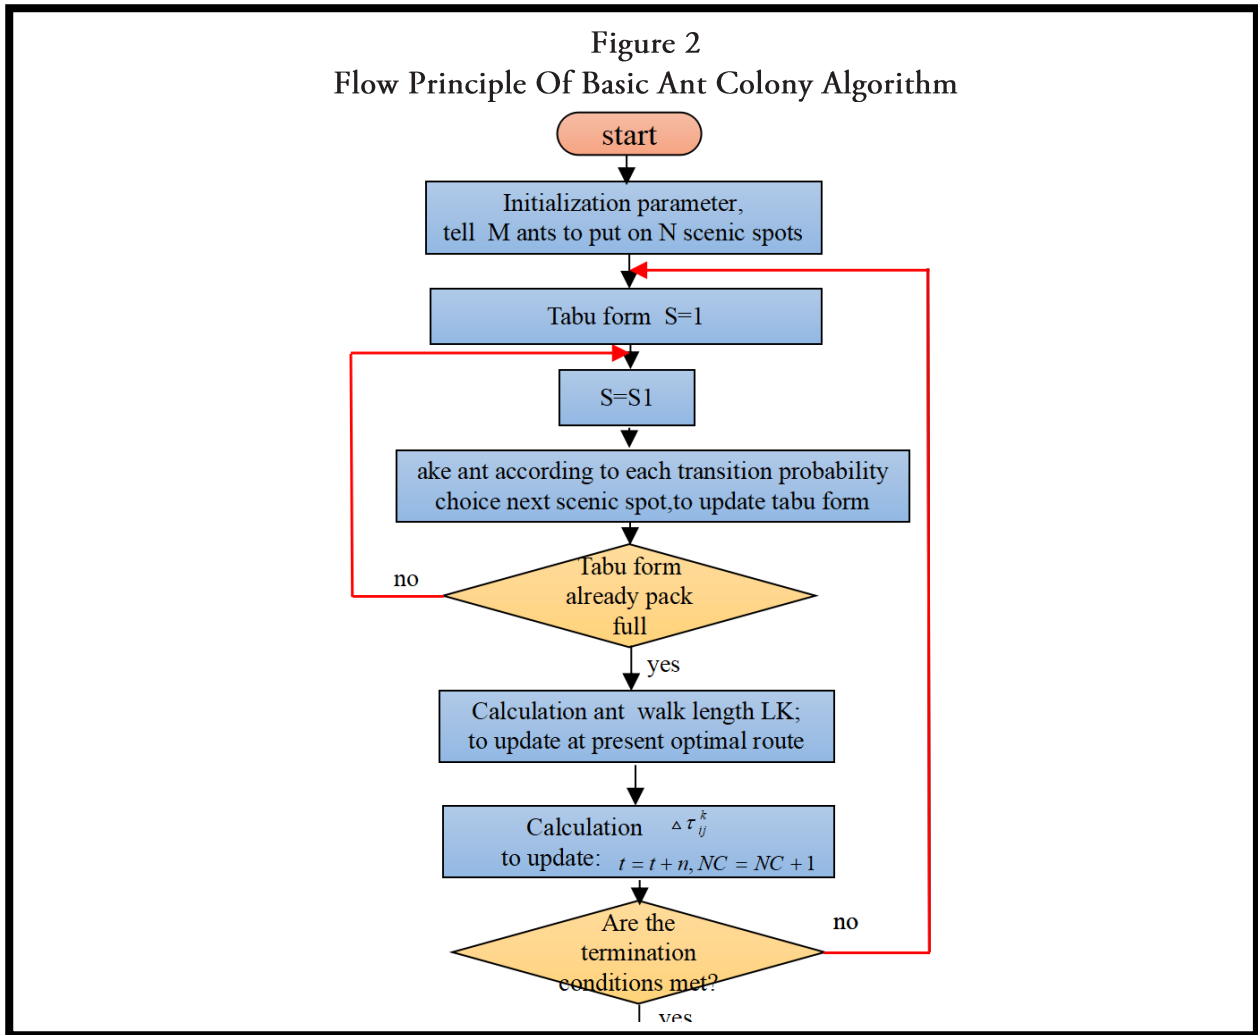 Figure 2
Flow Principle Of Basic Ant Colony Algorithm
start
Initialization parameter,
tell M ants to put on N scenic spots
Tabu form S=1
S=S1
ake ant according to each transition probability
choice next scenic spot,to update tabu form
Tabu form
already pack
full
no
yes
Calculation ant walk length LK;
to update at present optimal route
Calculation △τ_{ij}^{k}
to update: t = t + n, NC = NC + 1
Are the
termination
conditions met?
no
yes